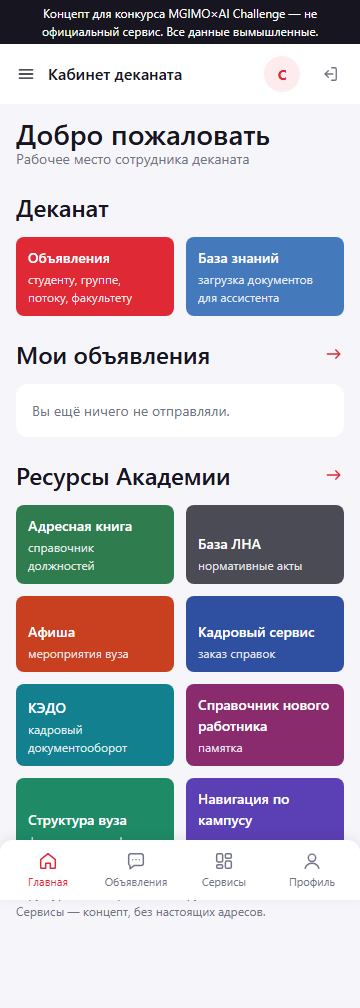 Концепт для конкурса MGIMO×AI Challenge — не
официальный сервис. Все данные вымышленные.
Кабинет деканата
С
Добро пожаловать
Рабочее место сотрудника деканата
Деканат
Объявления
студенту, группе,
потоку, факультету
База знаний
загрузка документов
для ассистента
Мои объявления
Вы ещё ничего не отправляли.
Ресурсы Академии
Адресная книга
справочник
должностей
База ЛНА
нормативные акты
Афиша
мероприятия вуза
Кадровый сервис
заказ справок
КЭДО
кадровый
документооборот
Справочник нового
работника
памятка
Структура вуза
Навигация по
кампусу
Главная
Объявления
Сервисы
Профиль
Сервисы — концепт, без настоящих адресов.